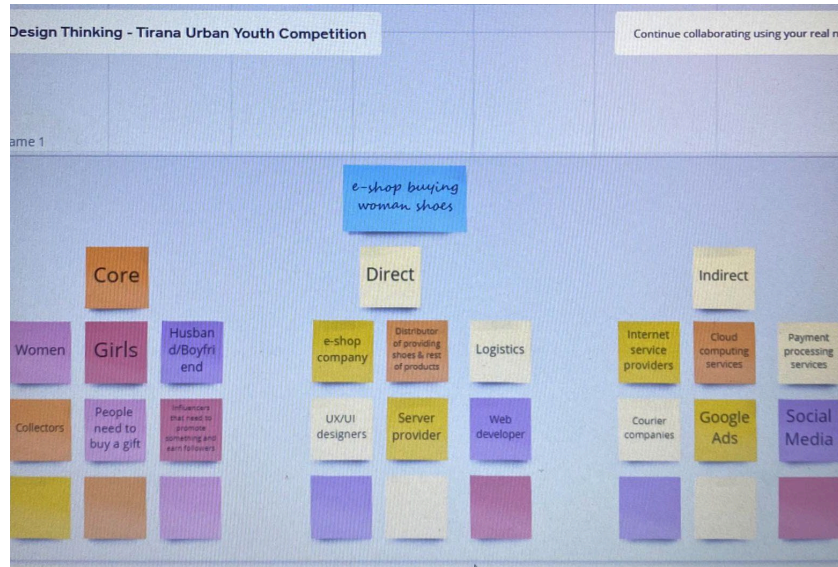 Design Thinking - Tirana Urban Youth Competition
Continue collaborating using your real n
ame 1
e-shop buying
woman shoes
Core
Direct
Indirect
Women
Girls
Husban
d/Boyfri
end
e-shop
company
Distributor
of providing
shoes & rest
of products
Logistics
Internet
service
providers
Cloud
computing
services
Payment
processing
services
Collectors
People
need to
buy a gift
Influencers
that need to
promote
something and
earn followers
UX/UI
designers
Server
provider
Web
developer
Courier
companies
Google
Ads
Social
Media